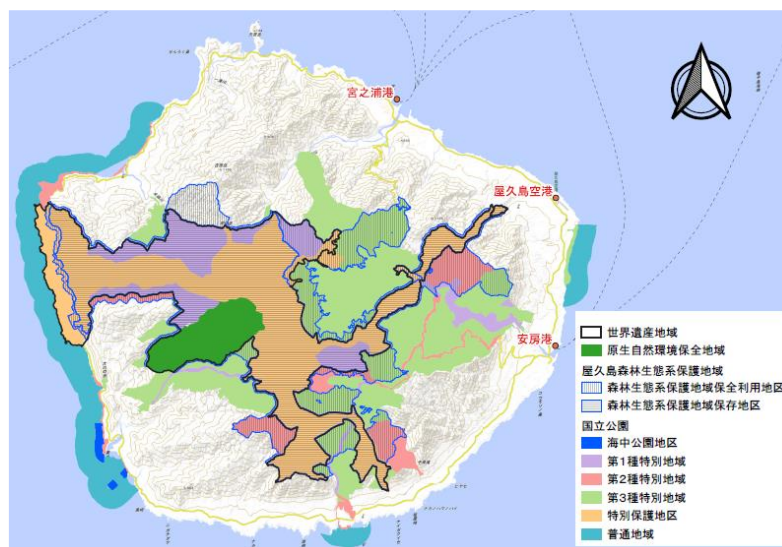 宮之浦港
屋久島空港
安房港
世界遺産地域
原生自然環境保全地域
屋久島森林生態系保護地域
森林生態系保護地域保全利用地区
森林生態系保護地域保存地区
国立公園
海中公園地区
第1種特別地域
第2種特別地域
第3種特別地域
特別保護地区
普通地域